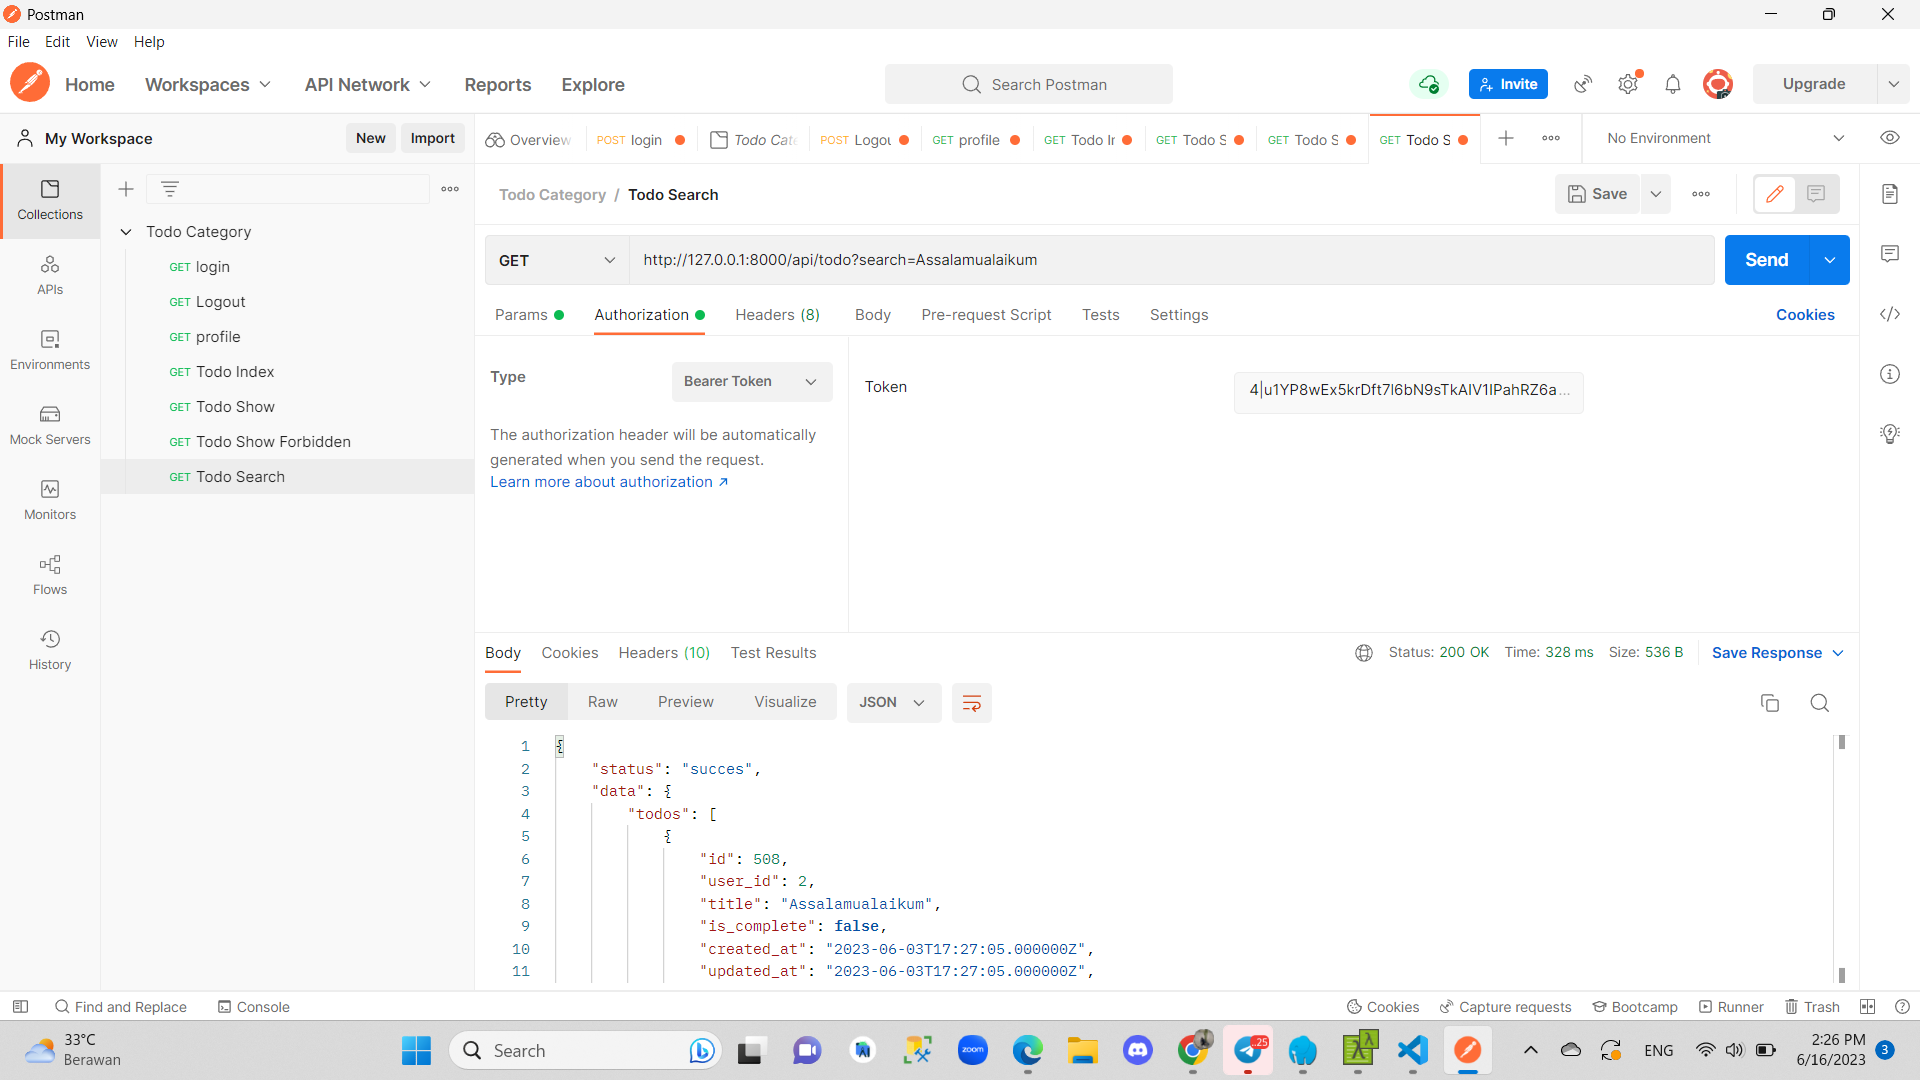 Postman
File Edit View Help
Home Workspaces API Network Reports Explore Search Postman Invite Upgrade
My Workspace New Import
Overview POST login Todo Cate POST Logou GET profile GET Todo In GET Todo S GET Todo S GET Todo S No Environment
Collections
APIs
Environments
Mock Servers
Monitors
Flows
History
Todo Category
GET login
GET Logout
GET profile
GET Todo Index
GET Todo Show
GET Todo Show Forbidden
GET Todo Search
Todo Category / Todo Search Save
GET http://127.0.0.1:8000/api/todo?search=Assalamualaikum Send
Params Authorization Headers (8) Body Pre-request Script Tests Settings Cookies
Type Bearer Token
The authorization header will be automatically
generated when you send the request.
Learn more about authorization ↗
Token 4|u1YP8wEx5krDft7l6bN9sTkAIV1IPahRZ6a...
Body Cookies Headers (10) Test Results Status: 200 OK Time: 328 ms Size: 536 B Save Response
Pretty Raw Preview Visualize JSON
1 {
2 "status": "succes",
3 "data": {
4 "todos": [
5 {
6 "id": 508,
7 "user_id": 2,
8 "title": "Assalamualaikum",
9 "is_complete": false,
10 "created_at": "2023-06-03T17:27:05.000000Z",
11 "updated_at": "2023-06-03T17:27:05.000000Z",
Find and Replace Console Cookies Capture requests Bootcamp Runner Trash
33°C
Berawan
Search
zoom
..25
ENG
2:26 PM
6/16/2023
3